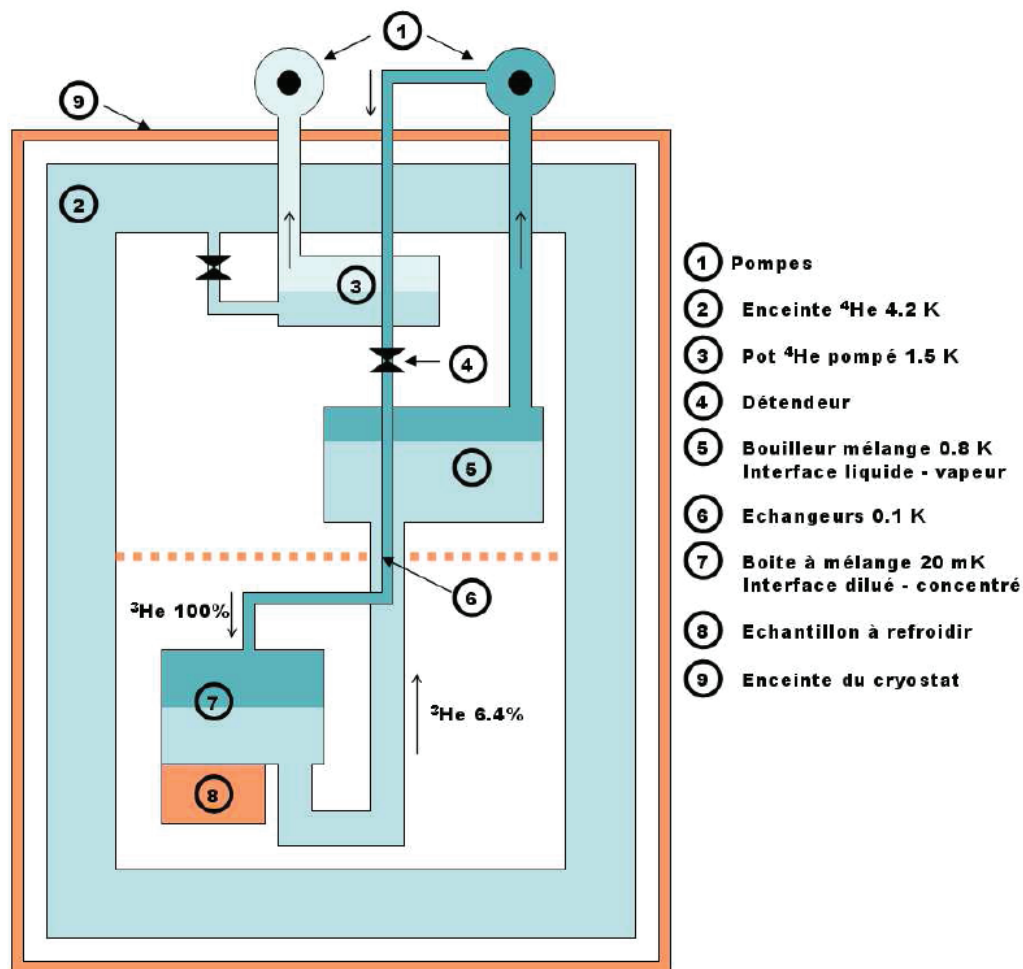 1
9
2
3
4
5
6
³He 100%
7
³He 6.4%
8
1 Pompes
2 Enceinte ⁴He 4.2 K
3 Pot ⁴He pompé 1.5 K
4 Détendeur
5 Bouilleur mélange 0.8 K
Interface liquide - vapeur
6 Echangeurs 0.1 K
7 Boite à mélange 20 mK
Interface dilué - concentré
8 Echantillon à refroidir
9 Enceinte du cryostat